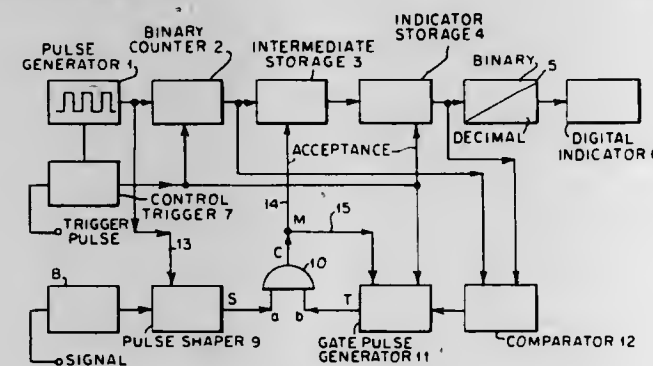 INDICATOR
STORAGE 4
BINARY
COUNTER 2
INTERMEDIATE
STORAGE 3
PULSE
GENERATOR 1
BINARY
5
DECIMAL
DIGITAL
INDICATOR 6
ACCEPTANCE
CONTROL
TRIGGER 7
TRIGGER
PULSE
14
M
15
13
C
10
8
S
a
b
T
PULSE SHAPER 9
GATE PULSE
GENERATOR 11
COMPARATOR 12
SIGNAL